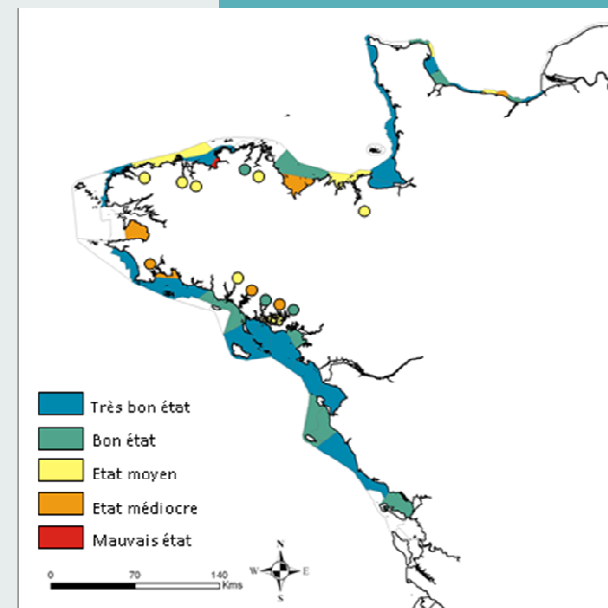 Très bon état
Bon état
Etat moyen
Etat médiocre
Mauvais état
N
W E
S
0 70 140
Kms